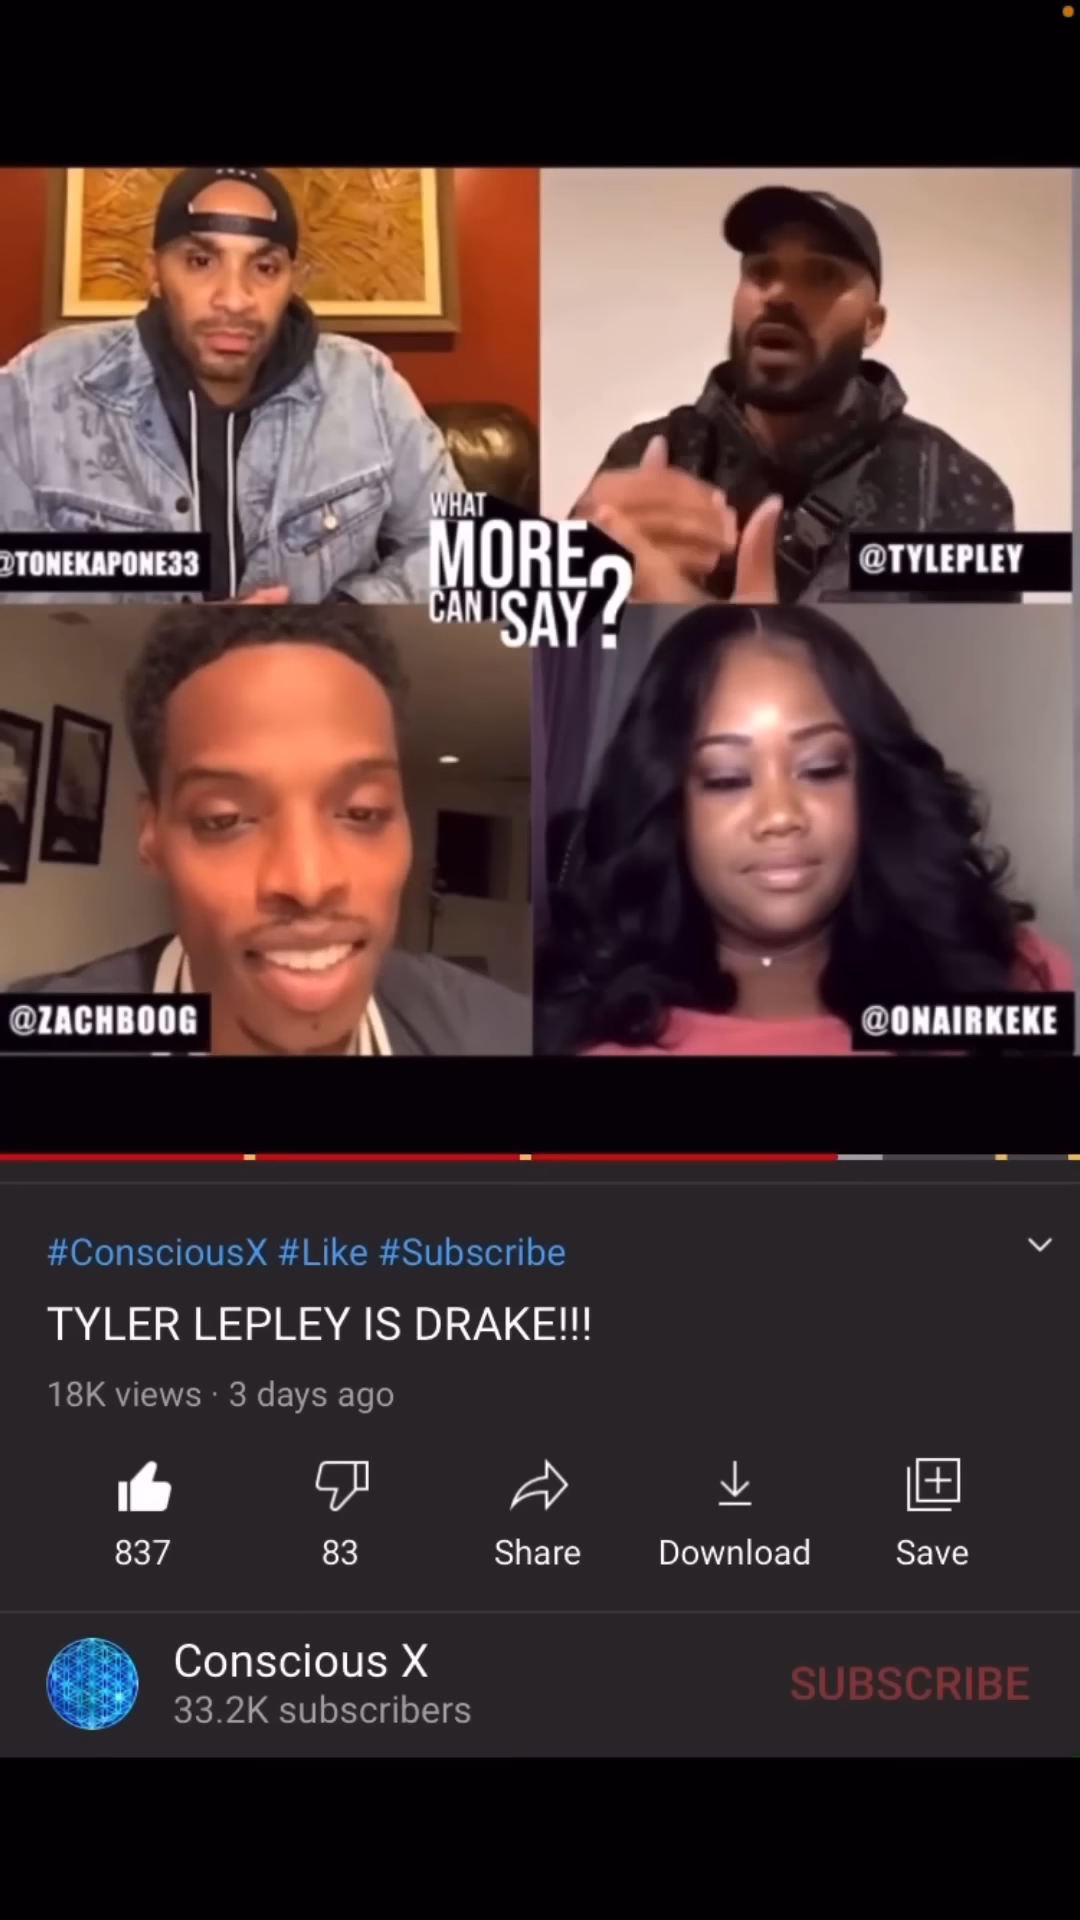 @TONEKAPONE33
@TYLEPLEY
WHAT
MORE
CAN I SAY?
@ZACHBOOG
@ONAIRKEKE
#ConsciousX #Like #Subscribe
TYLER LEPLEY IS DRAKE!!!
18K views · 3 days ago
837
83
Share
Download
Save
Conscious X
33.2K subscribers
SUBSCRIBE